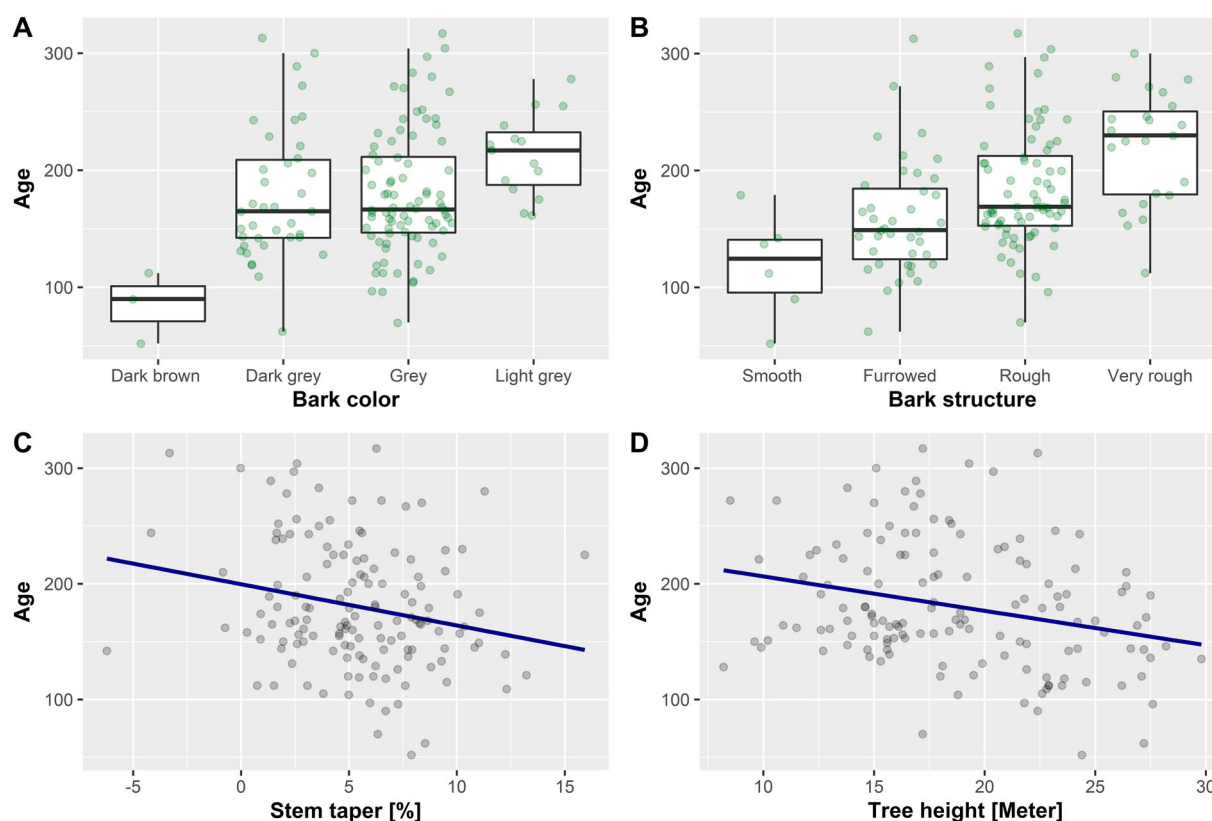 A
B
Age
300
200
100
Dark brown
Dark grey
Grey
Light grey
Bark color
Age
300
200
100
Smooth
Furrowed
Rough
Very rough
Bark structure
C
D
Age
300
200
100
-5
0
5
10
15
Stem taper [%]
Age
300
200
100
10
15
20
25
30
Tree height [Meter]